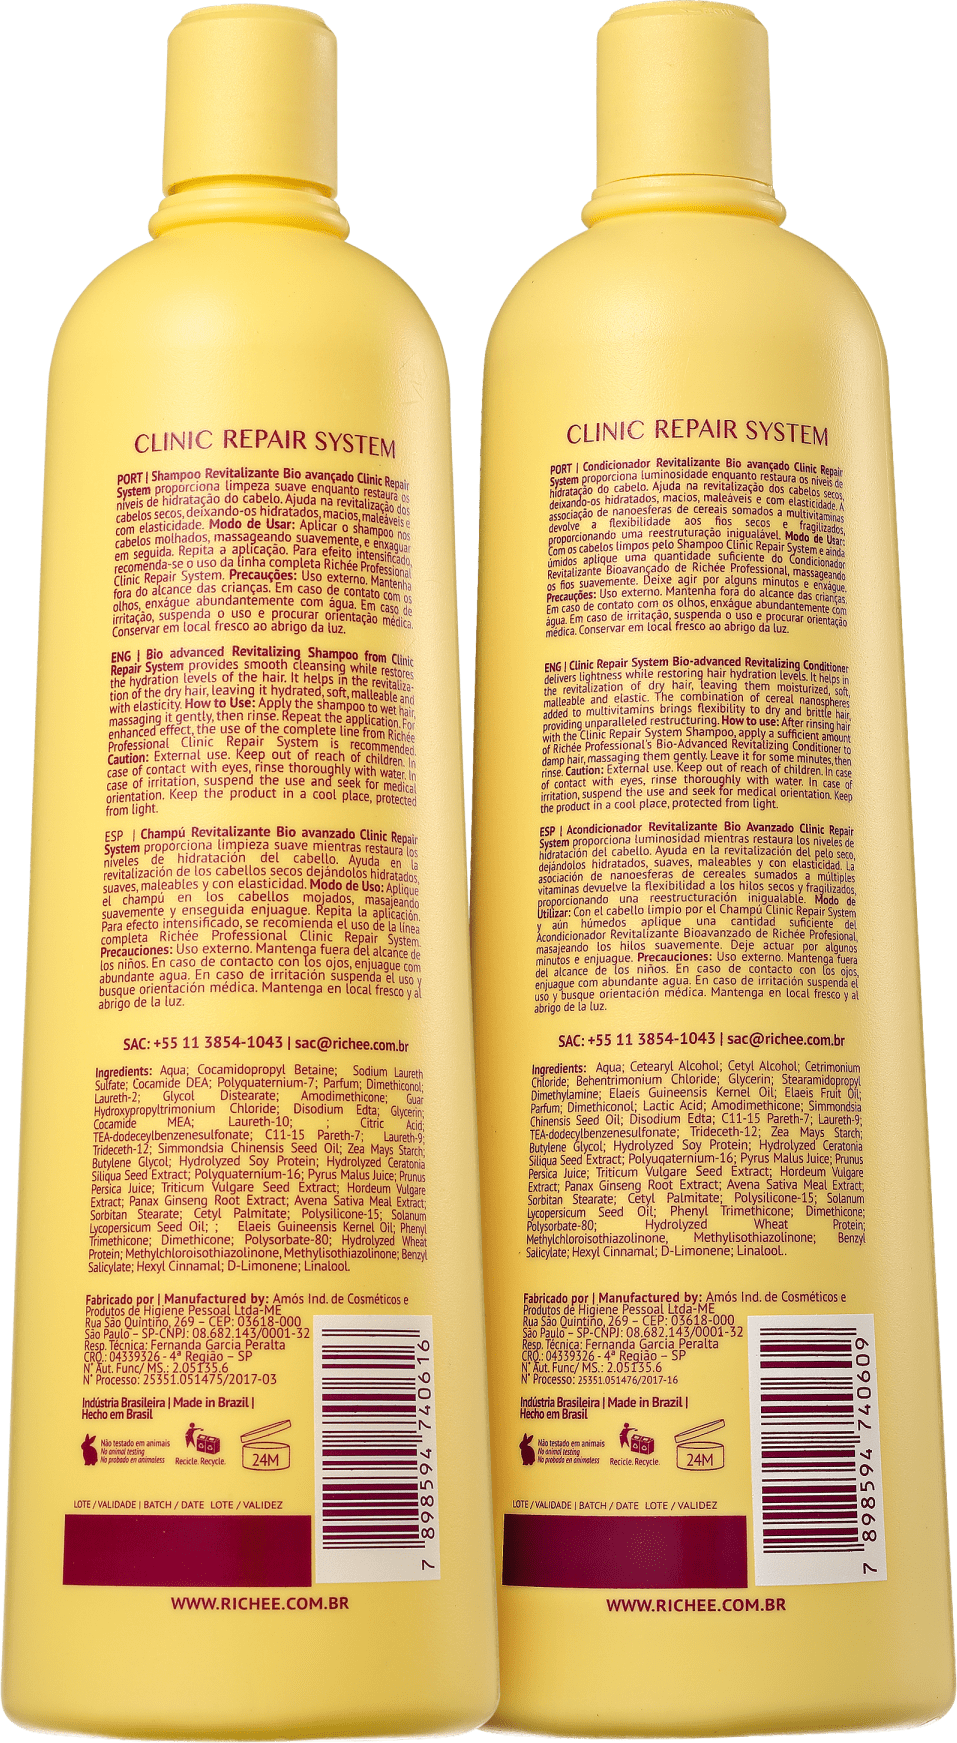 CLINIC REPAIR SYSTEM
PORT | Shampoo Revitalizante Bio avançado Clinic Repair
System proporciona limpeza suave enquanto restaura os
níveis de hidratação do cabelo. Ajuda na revitalização dos
cabelos secos, deixando-os hidratados, macios, maleáveis e
com elasticidade. Modo de Usar: Aplicar o shampoo nos
cabelos molhados, massageando suavemente, e enxaguar
em seguida. Repita a aplicação. Para efeito intensificado,
recomenda-se o uso da linha completa Richée Professional
Clinic Repair System. Precauções: Uso externo. Mantenha
fora do alcance das crianças. Em caso de contato com os
olhos, enxágue abundantemente com água. Em caso de
irritação, suspenda o uso e procurar orientação médica.
Conservar em local fresco ao abrigo da luz.
ENG | Bio advanced Revitalizing Shampoo from Clinic
Repair System provides smooth cleansing while restores
the hydration levels of the hair. It helps in the revitaliza-
tion of the dry hair, leaving it hydrated, soft, malleable and
with elasticity. How to Use: Apply the shampoo to wet hair,
massaging it gently, then rinse. Repeat the application. For
enhanced effect, the use of the complete line from Richée
Professional Clinic Repair System is recommended.
Caution: External use. Keep out of reach of children. In
case of contact with eyes, rinse thoroughly with water. In
case of irritation, suspend the use and seek for medical
orientation. Keep the product in a cool place, protected
from light.
ESP | Champú Revitalizante Bio avanzado Clinic Repair
System proporciona limpieza suave mientras restaura los
niveles de hidratación del cabello. Ayuda en la
revitalización de los cabellos secos dejándolos hidratados,
suaves, maleables y con elasticidad. Modo de Uso: Aplique
el champú en los cabellos mojados, masajeando
suavemente y enseguida enjuague. Repita la aplicación.
Para efecto intensificado, se recomienda el uso de la línea
completa Richée Professional Clinic Repair System.
Precauciones: Uso externo. Mantenga fuera del alcance de
los niños. En caso de contacto con los ojos, enjuague com
abundante agua. En caso de irritación suspenda el uso y
busque orientación médica. Mantenga en local fresco y al
abrigo de la luz.
SAC: +55 11 3854-1043 | sac@richee.com.br
Ingredients: Aqua; Cocamidopropyl Betaine; Sodium Laureth
Sulfate; Cocamide DEA; Polyquaternium-7; Parfum; Dimethiconol;
Laureth-2; Glycol Distearate; Amodimethicone; Guar
Hydroxypropyltrimonium Chloride; Disodium Edta; Glycerin;
Cocamide MEA; Laureth-10; ; Citric Acid;
TEA-dodecylbenzenesulfonate; C11-15 Pareth-7; Laureth-9;
Trideceth-12; Simmondsia Chinensis Seed Oil; Zea Mays Starch;
Butylene Glycol; Hydrolyzed Soy Protein; Hydrolyzed Ceratonia
Siliqua Seed Extract; Polyquternium-16; Pyrus Malus Juice; Prunus
Persica Juice; Triticum Vulgare Seed Extract; Hordeum Vulgare
Extract; Panax Ginseng Root Extract; Avena Sativa Meal Extract;
Sorbitan Stearate; Cetyl Palmitate; Polysilicone-15; Solanum
Lycopersicum Seed Oil; ; Elaeis Guineensis Kernel Oil; Phenyl
Trimethicone; Dimethicone; Polysorbate-80; Hydrolyzed Wheat
Protein; Methylchloroisothiazolinone, Methylisothiazolinone; Benzyl
Salicylate; Hexyl Cinnamal; D-Limonene; Linalool.
Fabricado por | Manufactured by: Amós Ind. de Cosméticos e
Produtos de Higiene Pessoal Ltda-ME
Rua São Quintino, 269 – CEP: 03618-000
São Paulo – SP-CNPJ: 08.682.143/0001-32
Resp. Técnica: Fernanda Garcia Peralta
CRQ.: 04339326 - 4ª Região – SP
N° Aut. Func/ MS.: 2.05135.6
N° Processo: 25351.051475/2017-03
Indústria Brasileira | Made in Brazil |
Hecho em Brasil
Não testado em animais
No animal testing
No probado en animaless
Recicle. Recycle.
24M
LOTE / VALIDADE | BATCH / DATE LOTE / VALIDEZ
7 898594 740616
WWW.RICHEE.COM.BR
CLINIC REPAIR SYSTEM
PORT | Condicionador Revitalizante Bio avançado Clinic Repair
System proporciona luminosidade enquanto restaura os níveis de
hidratação do cabelo. Ajuda na revitalização dos cabelos secos,
deixando-os hidratados, macios, maleáveis e com elasticidade. A
associação de nanoesferas de cereais somados a multivitaminas
devolve a flexibilidade aos fios secos e fragilizados,
proporcionando uma reestruturação inigualável. Modo de Usar:
Com os cabelos limpos pelo Shampoo Clinic Repair System e ainda
úmidos aplique uma quantidade suficiente do Condicionador
Revitalizante Bioavançado de Richée Professional, massageando
os fios suavemente. Deixe agir por alguns minutos e enxágue.
Precauções: Uso externo. Mantenha fora do alcance das crianças.
Em caso de contato com os olhos, enxágue abundantemente com
água. Em caso de irritação, suspenda o uso e procurar orientação
médica. Conservar em local fresco ao abrigo da luz.
ENG | Clinic Repair System Bio-advanced Revitalizing Conditioner
delivers lightness while restoring hair hydration levels. It helps in
the revitalization of dry hair, leaving them moisturized, soft,
malleable and elastic. The combination of cereal nanospheres
added to multivitamins brings flexibility to dry and brittle hair,
providing unparalleled restructuring. How to use: After rinsing hair
with the Clinic Repair System Shampoo, apply a sufficient amount
of Richée Professional's Bio-Advanced Revitalizing Conditioner to
damp hair, massaging them gently. Leave it for some minutes, then
rinse. Caution: External use. Keep out of reach of children. In case
of contact with eyes, rinse thoroughly with water. In case of
irritation, suspend the use and seek for medical orientation. Keep
the product in a cool place, protected from light.
ESP | Acondicionador Revitalizante Bio Avanzado Clinic Repair
System proporciona luminosidad mientras restaura los niveles de
hidratación del cabello. Ayuda en la revitalización del pelo seco,
dejándolos hidratados, suaves, maleables y con elasticidad. La
asociación de nanoesferas de cereales sumados a múltiples
vitaminas devuelve la flexibilidad a los hilos secos y fragilizados,
proporcionando una reestructuración inigualable. Modo de
Utilizar: Con el cabello limpio por el Champú Clinic Repair System
y aún húmedos aplique una cantidad suficiente del
Acondicionador Revitalizante Bioavanzado de Richée Profesional,
masajeando los hilos suavemente. Deje actuar por algunos
minutos e enjuague. Precauciones: Uso externo. Mantenga fuera
del alcance de los niños. En caso de contacto con los ojos,
enjuague com abundante agua. En caso de irritación suspenda el
uso y busque orientación médica. Mantenga en local fresco y al
abrigo de la luz.
SAC: +55 11 3854-1043 | sac@richee.com.br
Ingredients: Aqua; Cetearyl Alcohol; Cetyl Alcohol; Cetrimonium
Chloride; Behentrimonium Chloride; Glycerin; Stearamidopropyl
Dimethylamine; Elaeis Guineensis Kernel Oil; Elaeis Fruit Oil;
Parfum; Dimethiconol; Lactic Acid; Amodimethicone; Simmondsia
Chinensis Seed Oil; Disodium Edta; C11-15 Pareth-7; Laureth-9;
TEA-dodecylbenzenesulfonate; Trideceth-12; Zea Mays Starch;
Butylene Glycol; Hydrolyzed Soy Protein; Hydrolyzed Ceratonia
Siliqua Seed Extract; Polyuqaternium-16; Pyrus Malus Juice; Prunus
Persica Juice; Triticum Vulgare Seed Extract; Hordeum Vulgare
Extract; Panax Ginseng Root Extract; Avena Sativa Meal Extract;
Sorbitan Stearate; Cetyl Palmitate; Polysilicone-15; Solanum
Lycopersicum Seed Oil; Phenyl Trimethicone; Dimethicone;
Polysorbate-80; Hydrolyzed Wheat Protein;
Methylchloroisothiazolinone, Methylisothiazolinone; Benzyl
Salicylate; Hexyl Cinnamal; D-Limonene; Linalool..
Fabricado por | Manufactured by: Amós Ind. de Cosméticos e
Produtos de Higiene Pessoal Ltda-ME
Rua São Quintino, 269 – CEP: 03618-000
São Paulo – SP-CNPJ: 08.682.143/0001-32
Resp. Técnica: Fernanda Garcia Peralta
CRQ.: 04339326 - 4ª Região – SP
N° Aut. Func/ MS.: 2.05135.6
N° Processo: 25351.051476/2017-16
Indústria Brasileira | Made in Brazil |
Hecho em Brasil
Não testado em animais
No animal testing
No probado en animaless
Recicle. Recycle.
24M
LOTE / VALIDADE | BATCH / DATE LOTE / VALIDEZ
7 898594 740609
WWW.RICHEE.COM.BR